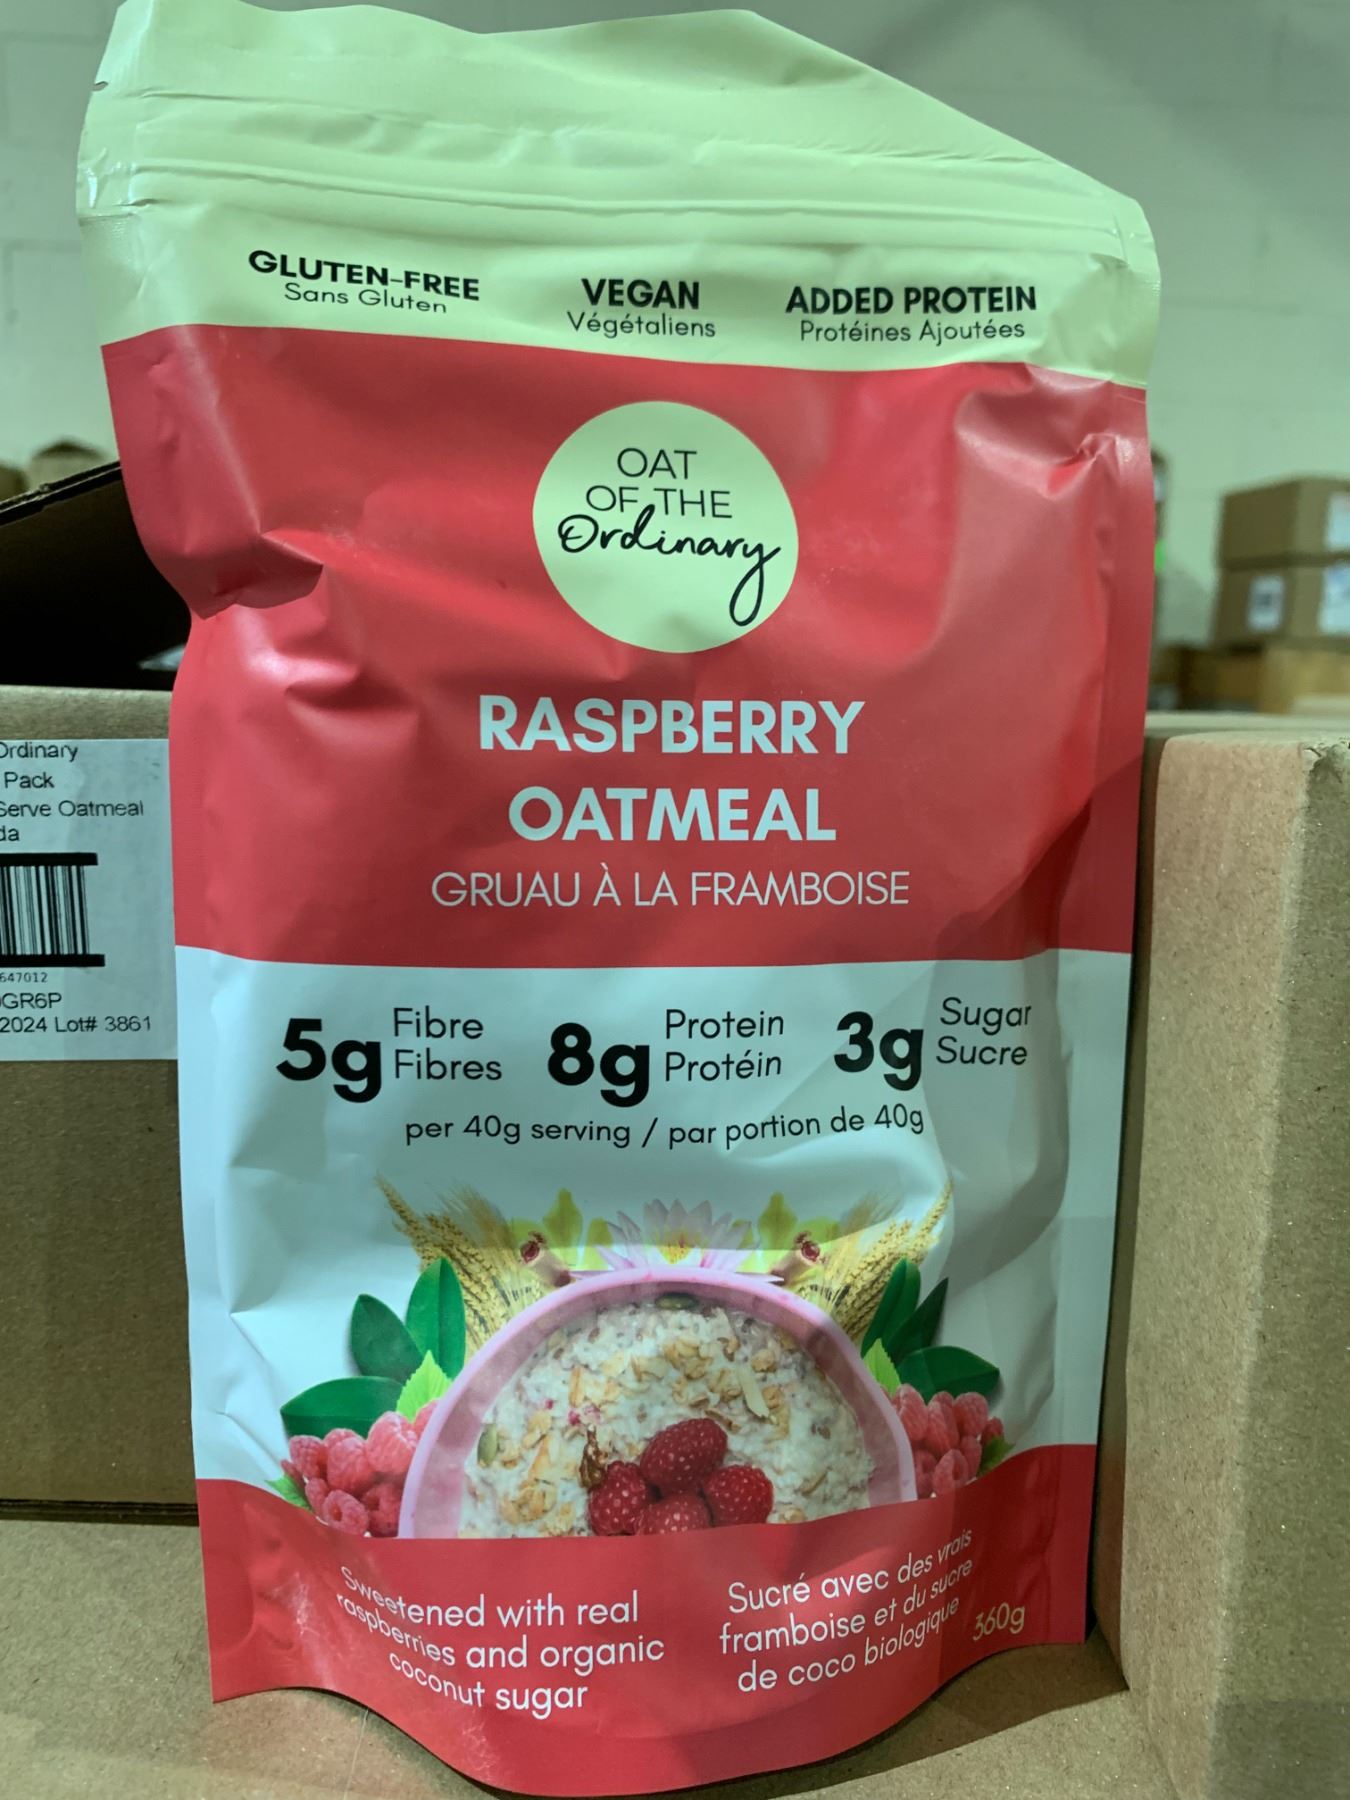 GLUTEN-FREE
Sans Gluten
VEGAN
Végétaliens
ADDED PROTEIN
Protéines Ajoutées
OAT
OF THE
Ordinary
RASPBERRY
OATMEAL
GRUAU À LA FRAMBOISE
5g Fibre
Fibres
8g Protein
Protéin
3g Sugar
Sucre
per 40g serving / par portion de 40g
Sweetened with real
raspberries and organic
coconut sugar
Sucré avec des vrais
framboise et du sucre
de coco biologique
360g
Ordinary
Pack
Serve Oatmeal
da
647012
GR6P
2024 Lot# 3861